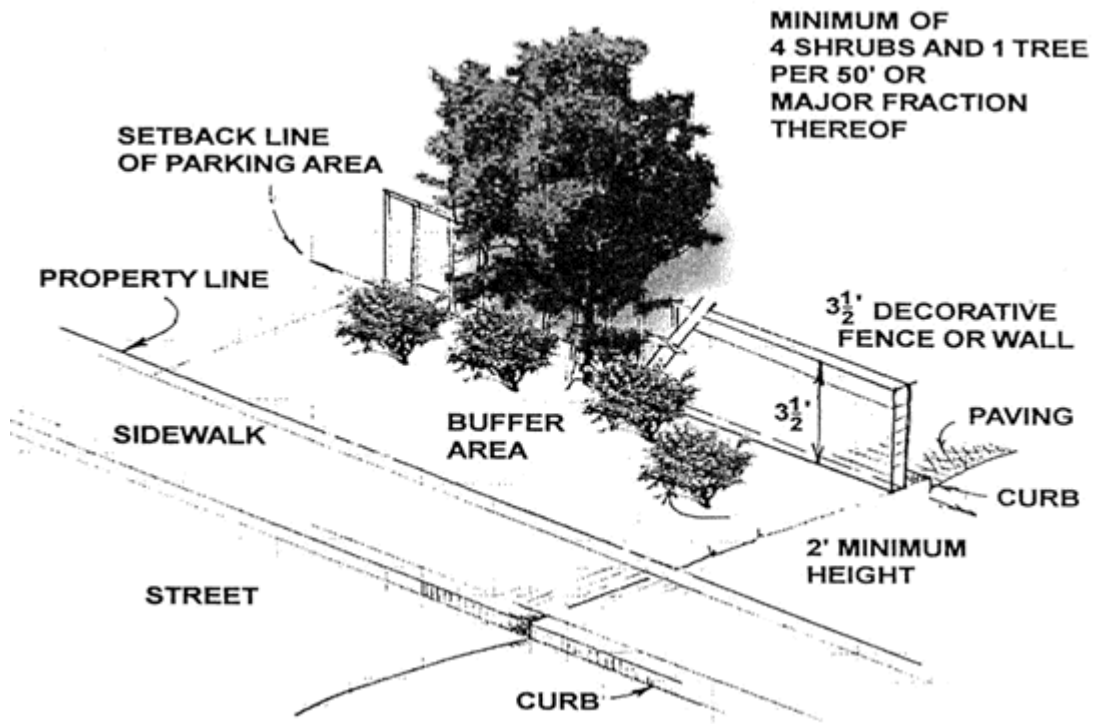 MINIMUM OF
4 SHRUBS AND 1 TREE
PER 50' OR
MAJOR FRACTION
THEREOF
SETBACK LINE
OF PARKING AREA
PROPERTY LINE
3½' DECORATIVE
FENCE OR WALL
3½'
PAVING
SIDEWALK
BUFFER
AREA
CURB
2' MINIMUM
HEIGHT
STREET
CURB